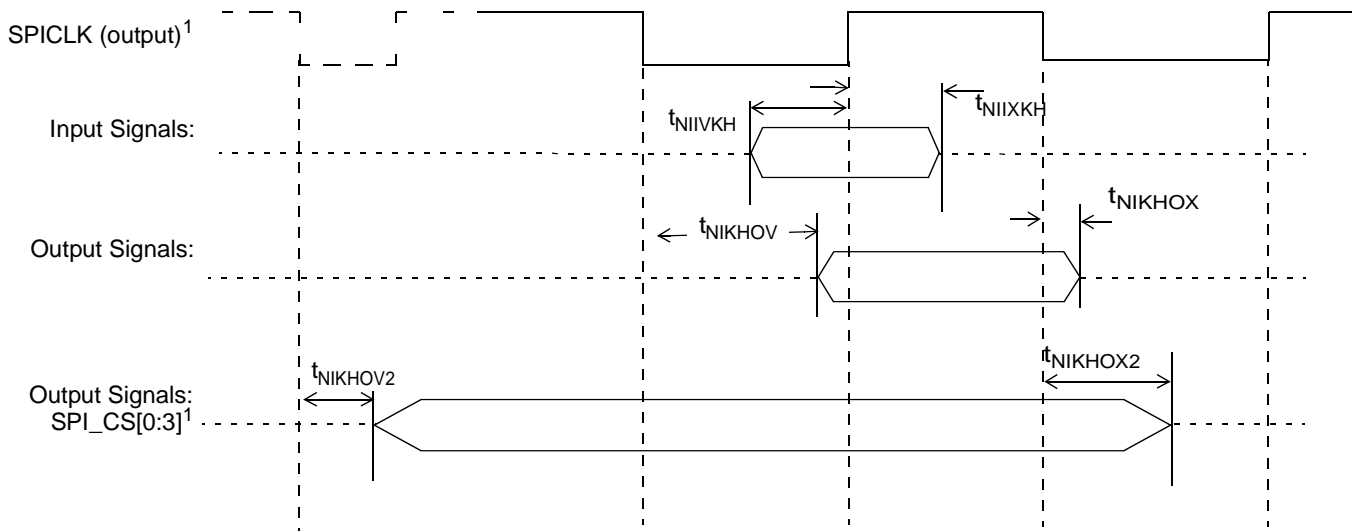 SPICLK (output)1
Input Signals:
tNIIVKH
tNIIXKH
Output Signals:
tNIKHOV
tNIKHOX
Output Signals:
SPI_CS[0:3]1
tNIKHOV2
tNIKHOX2